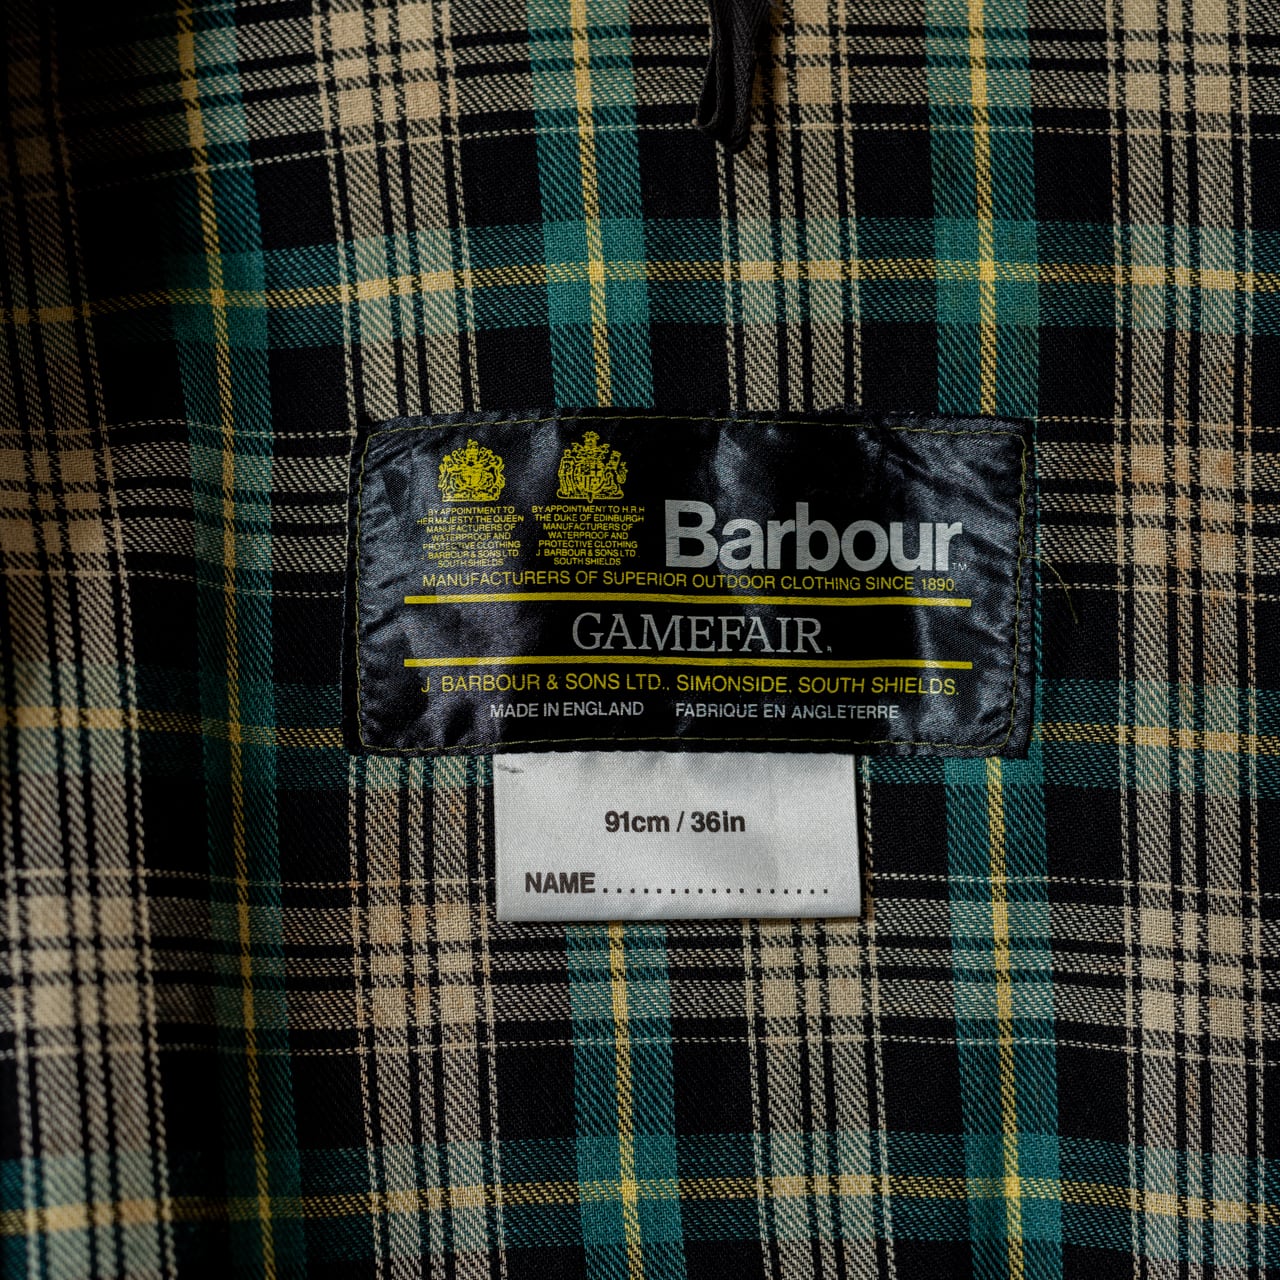 BY APPOINTMENT TO
HER MAJESTY THE QUEEN
MANUFACTURERS OF
WATERPROOF AND
PROTECTIVE CLOTHING
J. BARBOUR & SONS LTD.
SOUTH SHIELDS
BY APPOINTMENT TO H.R.H
THE DUKE OF EDINBURGH
MANUFACTURERS OF
WATERPROOF AND
PROTECTIVE CLOTHING
J. BARBOUR & SONS LTD.
SOUTH SHIELDS
Barbour™
MANUFACTURERS OF SUPERIOR OUTDOOR CLOTHING SINCE 1890.
GAMEFAIR.
J. BARBOUR & SONS LTD., SIMONSIDE, SOUTH SHIELDS.
MADE IN ENGLAND FABRIQUE EN ANGLETERRE
91cm / 36in
NAME..................